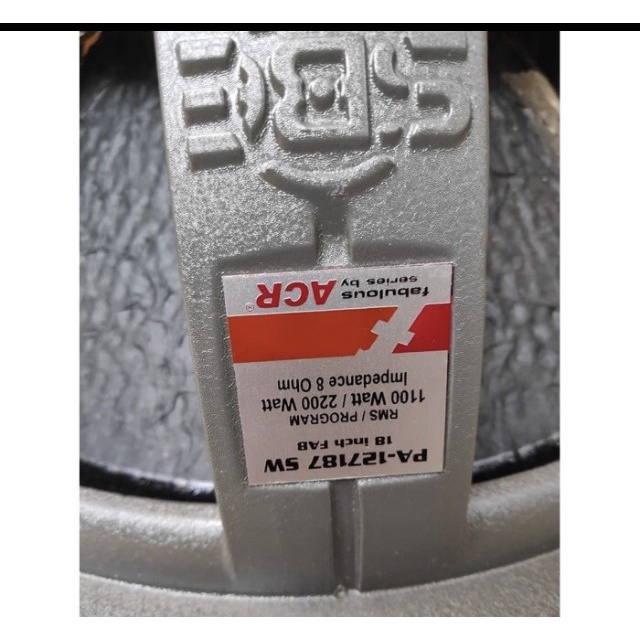 PA-127187 SW
18 inch FAB
RMS / PROGRAM
1100 Watt / 2200 Watt
Impedance 8 Ohm
fabulous
series by
ACR®